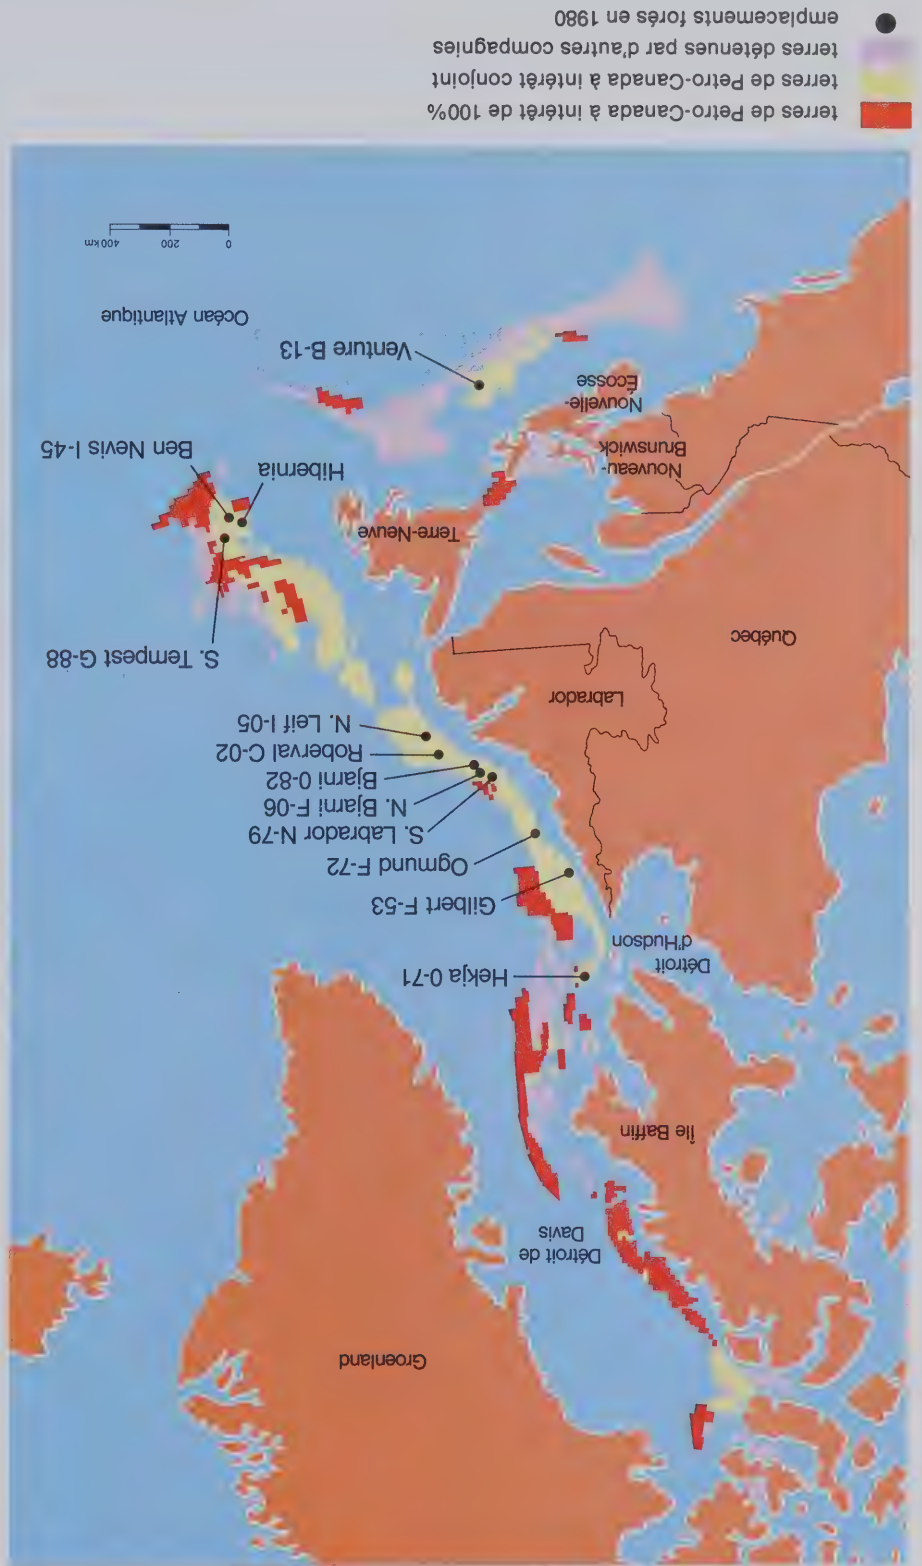 Groenland
Détroit de
Davis
Île Baffin
Hekja 0-71
Détroit
d'Hudson
Gilbert F-53
Ogmund F-72
S. Labrador N-79
N. Bjarni F-06
Bjarni 0-82
Roberval C-02
N. Leif I-05
Labrador
S. Tempest G-88
Québec
Terre-Neuve
Hibernia
Nouveau-
Brunswick
Ben Nevis I-45
Nouvelle-
Écosse
Venture B-13
Océan Atlantique
0 200 400 km
terres de Petro-Canada à intérêt de 100%
terres de Petro-Canada à intérêt conjoint
terres détenues par d'autres compagnies
emplacements forés en 1980